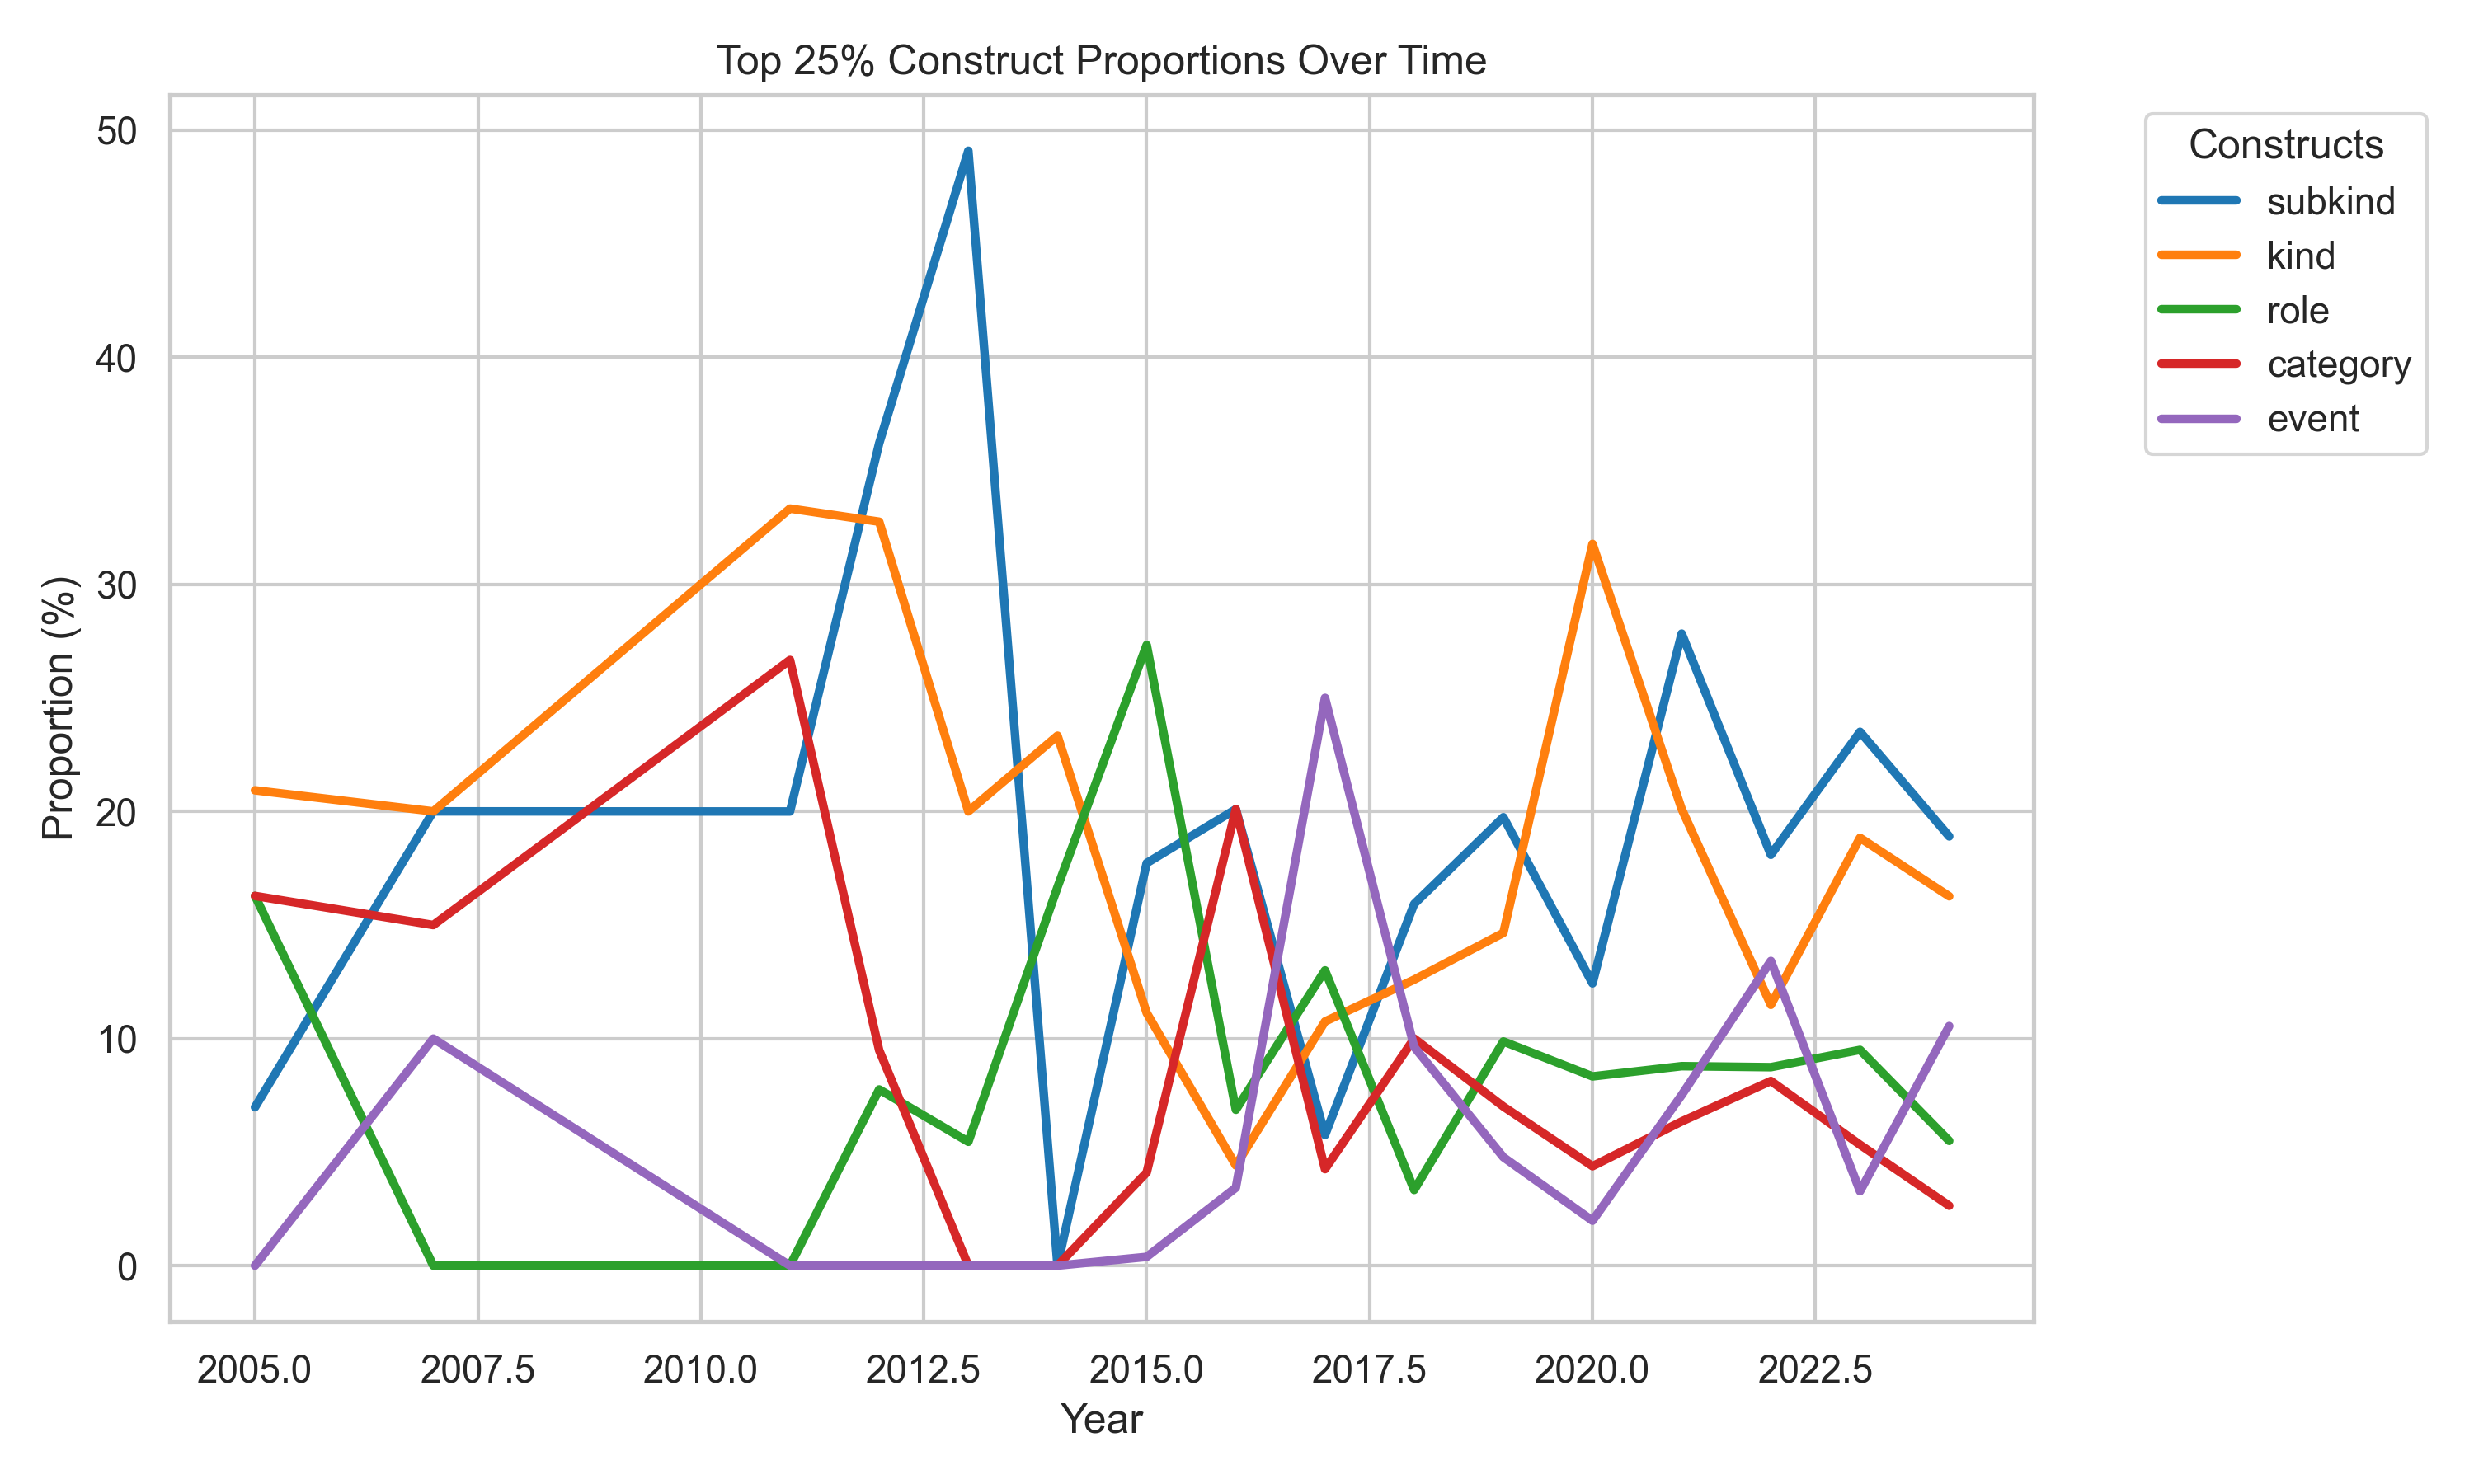 Top 25% Construct Proportions Over Time
Proportion (%)
50
40
30
20
10
0
2005.0
2007.5
2010.0
2012.5
2015.0
2017.5
2020.0
2022.5
Year
Constructs
subkind
kind
role
category
event